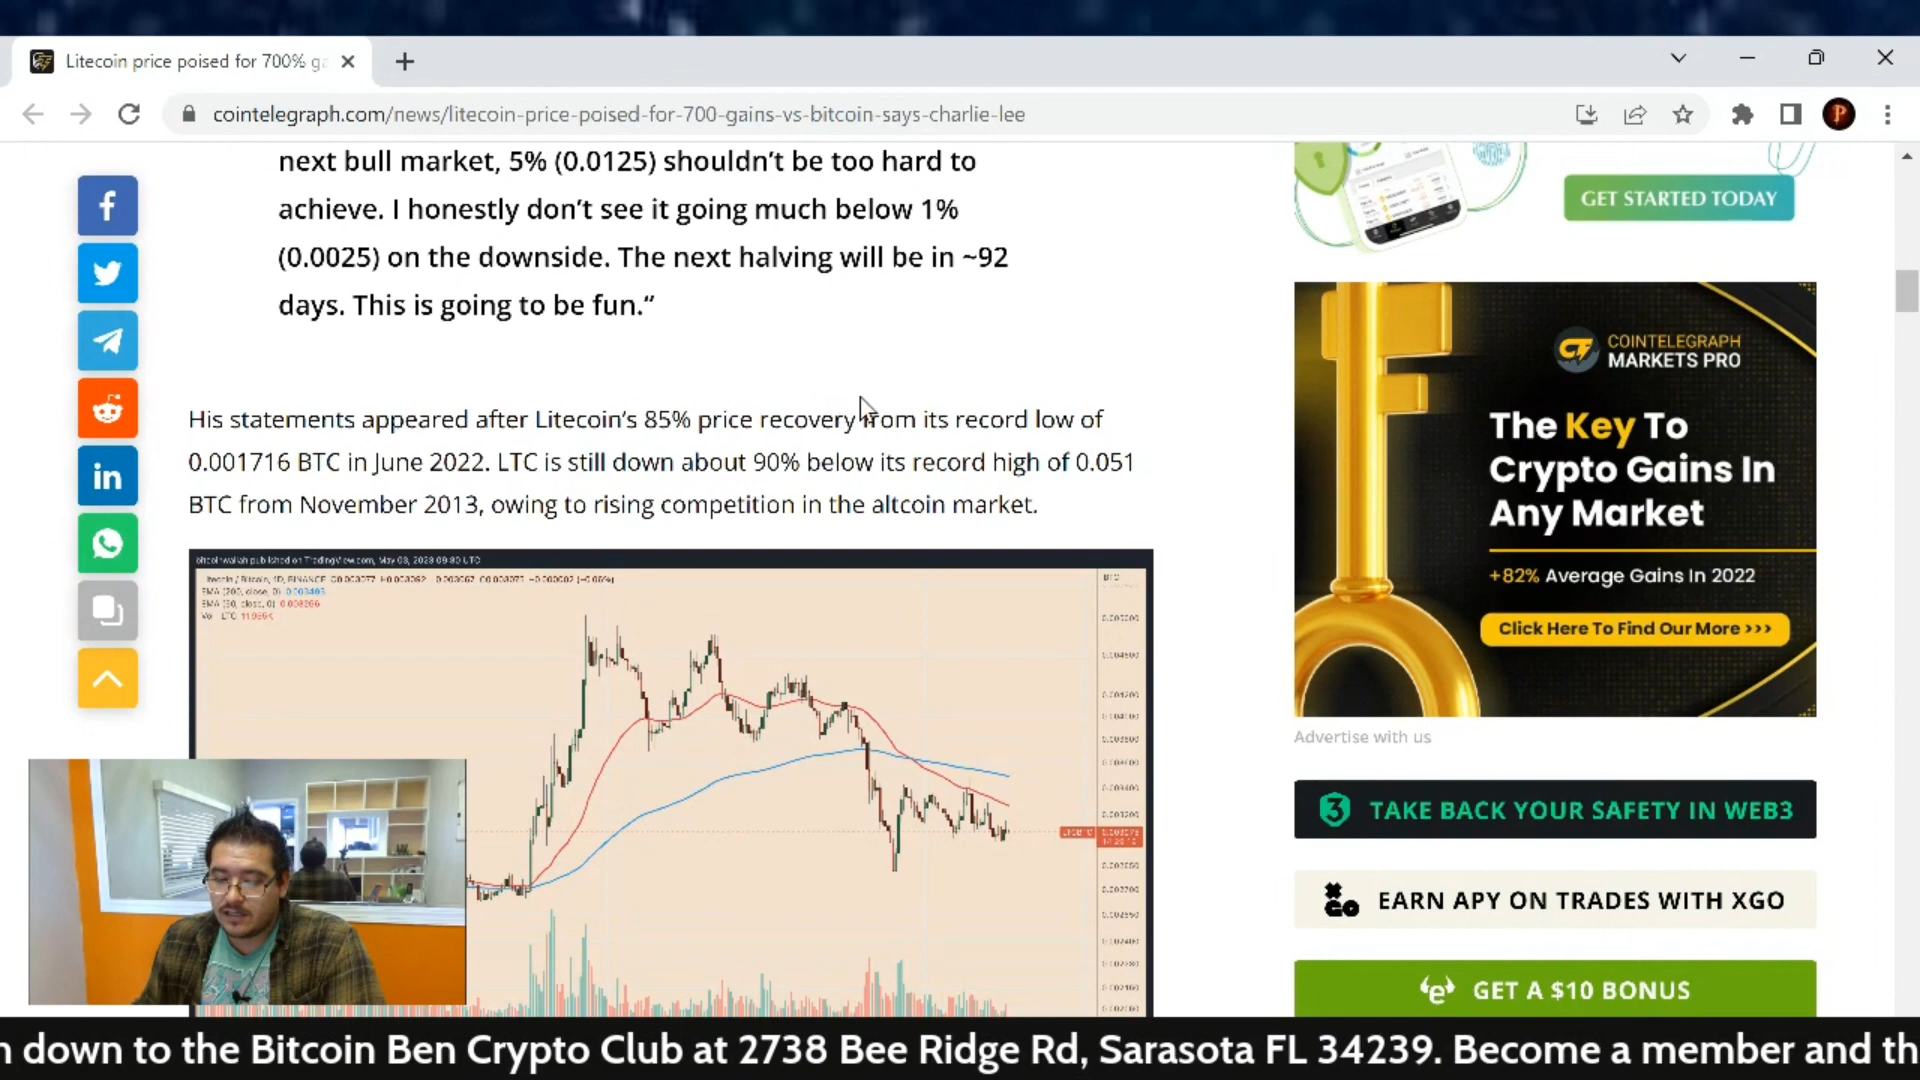 Litecoin price poised for 700% ga
cointelegraph.com/news/litecoin-price-poised-for-700-gains-vs-bitcoin-says-charlie-lee
P
next bull market, 5% (0.0125) shouldn't be too hard to
achieve. I honestly don't see it going much below 1%
(0.0025) on the downside. The next halving will be in ~92
days. This is going to be fun.“
His statements appeared after Litecoin's 85% price recovery from its record low of
0.001716 BTC in June 2022. LTC is still down about 90% below its record high of 0.051
BTC from November 2013, owing to rising competition in the altcoin market.
EMA (200, close, 0)
BTC
LTCBTC
GET STARTED TODAY
COINTELEGRAPH
MARKETS PRO
The Key To
Crypto Gains In
Any Market
+82% Average Gains In 2022
Click Here To Find Our More >>>
Advertise with us
TAKE BACK YOUR SAFETY IN WEB3
EARN APY ON TRADES WITH XGO
GET A $10 BONUS
n down to the Bitcoin Ben Crypto Club at 2738 Bee Ridge Rd, Sarasota FL 34239. Become a member and th